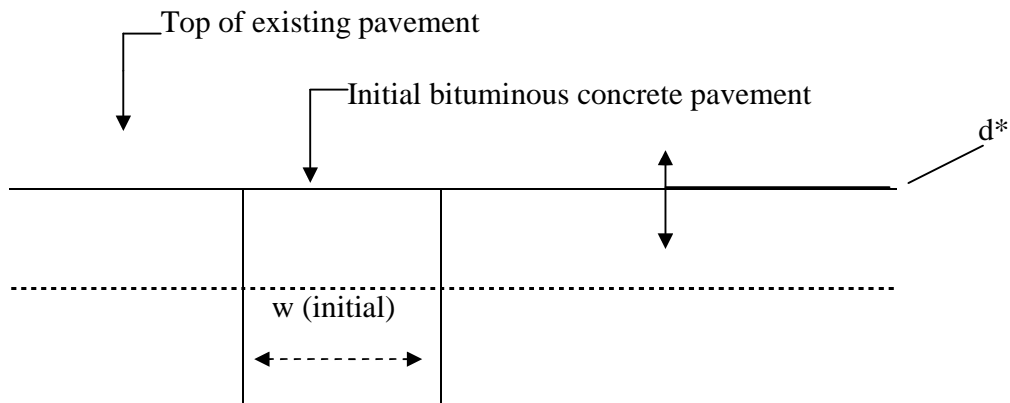 Top of existing pavement
Initial bituminous concrete pavement
d*
w (initial)